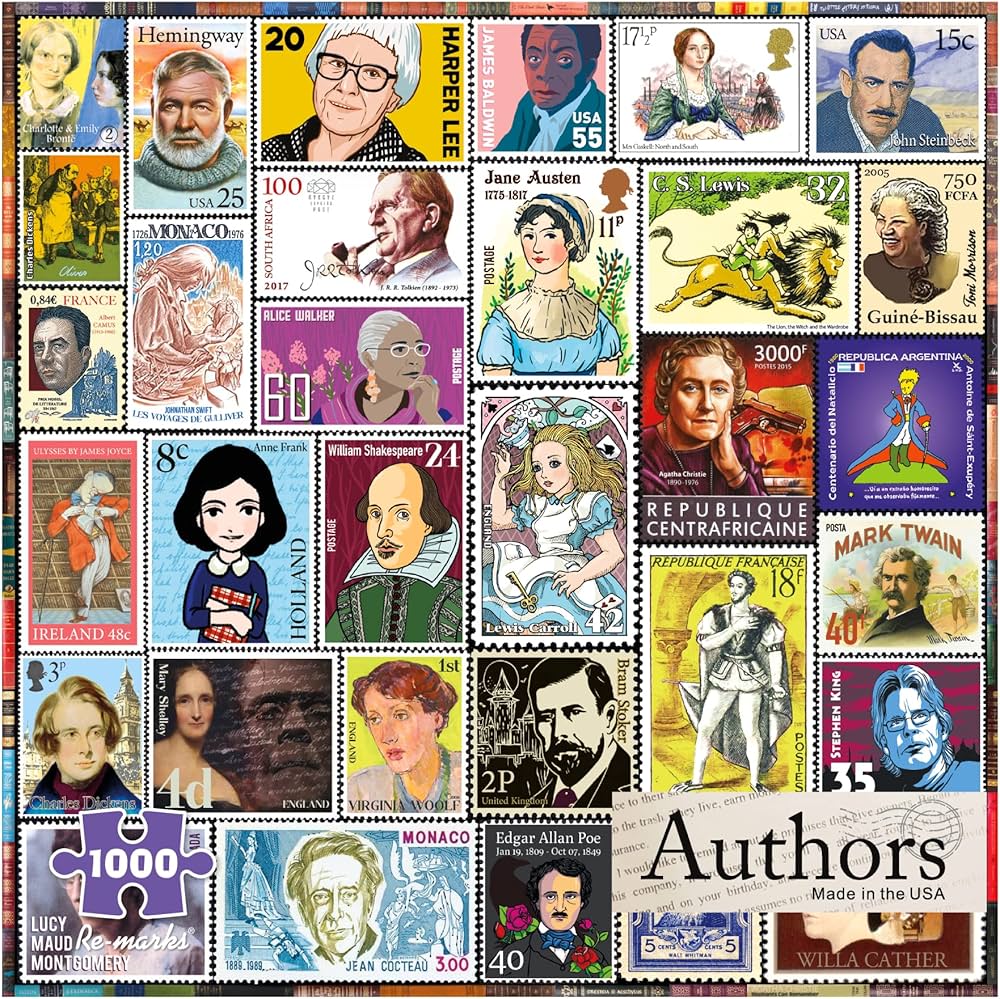 Charlotte & Emily
Brontë
2
Hemingway
USA 25
20
HARPER LEE
JAMES BALDWIN
USA
55
17½P
Mrs Gaskell: North and South
USA
15c
John Steinbeck
Charles Dickens
Oliver
1726 MONACO 1976
1,20
JOHNATHAN SWIFT
LES VOYAGES DE GULLIVER
100
SOUTH AFRICA
2017
J. R. R. Tolkien (1892 - 1973)
Jane Austen
1775-1817
11P
POSTAGE
C. S. Lewis
32
The Lion, the Witch and the Wardrobe
2005
750
FCFA
Toni Morrison
Guiné-Bissau
0,84€ FRANCE
Albert
CAMUS
ALICE WALKER
60
POSTAGE
3000F
POSTES 2015
Agatha Christie
1890 - 1976
REPUBLIQUE
CENTRAFRICAINE
REPUBLICA ARGENTINA
Centenario del Natalicio
Antoine de Saint-Exupéry
ULYSSES BY JAMES JOYCE
IRELAND 48c
8c
Anne Frank
HOLLAND
William Shakespeare 24
POSTAGE
ENGLAND
Lewis Carroll
42
POSTA
MARK TWAIN
40
Mark Twain
RÉPUBLIQUE FRANÇAISE
18F
POSTES
3P
Charles Dickens
Mary Shelley
4d
ENGLAND
1st
ENGLAND
VIRGINIA WOOLF
Bram Stoker
2P
United Kingdom
STEPHEN KING
35
1000
LUCY
MAUD
MONTGOMERY
Re-marks®
MONACO
1889-1989
JEAN COCTEAU
3.00
Edgar Allan Poe
Jan 19, 1809 - Oct 07, 1849
40
Authors
Made in the USA
5 CENTS
CENTS 5
WALT WHITMAN
WILLA CATHER